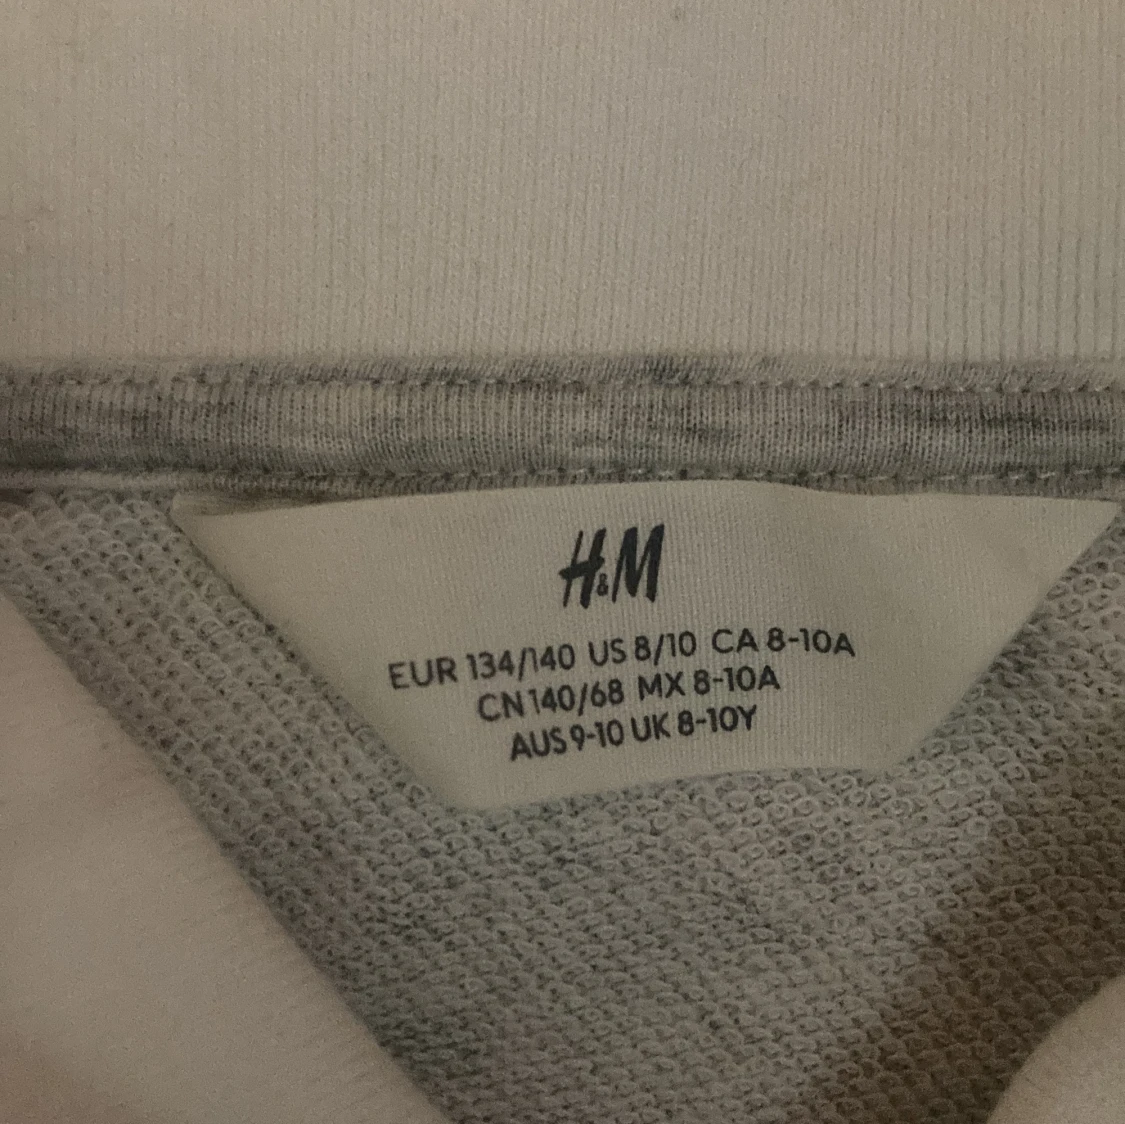 H&M
EUR 134/140 US 8/10 CA 8-10A
CN 140/68 MX 8-10A
AUS 9-10 UK 8-10Y